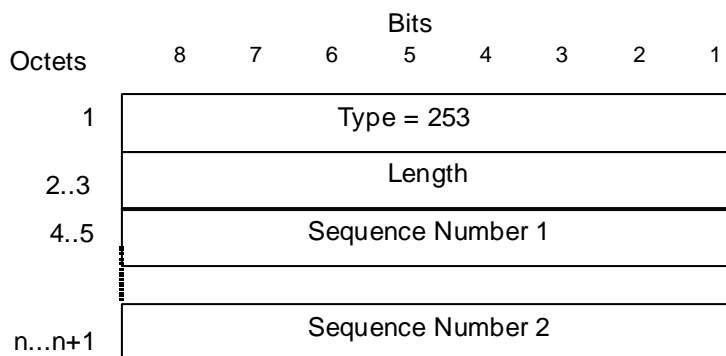 Bits
Octets 8 7 6 5 4 3 2 1
1 Type = 253
2..3 Length
4..5 Sequence Number 1
n...n+1 Sequence Number 2